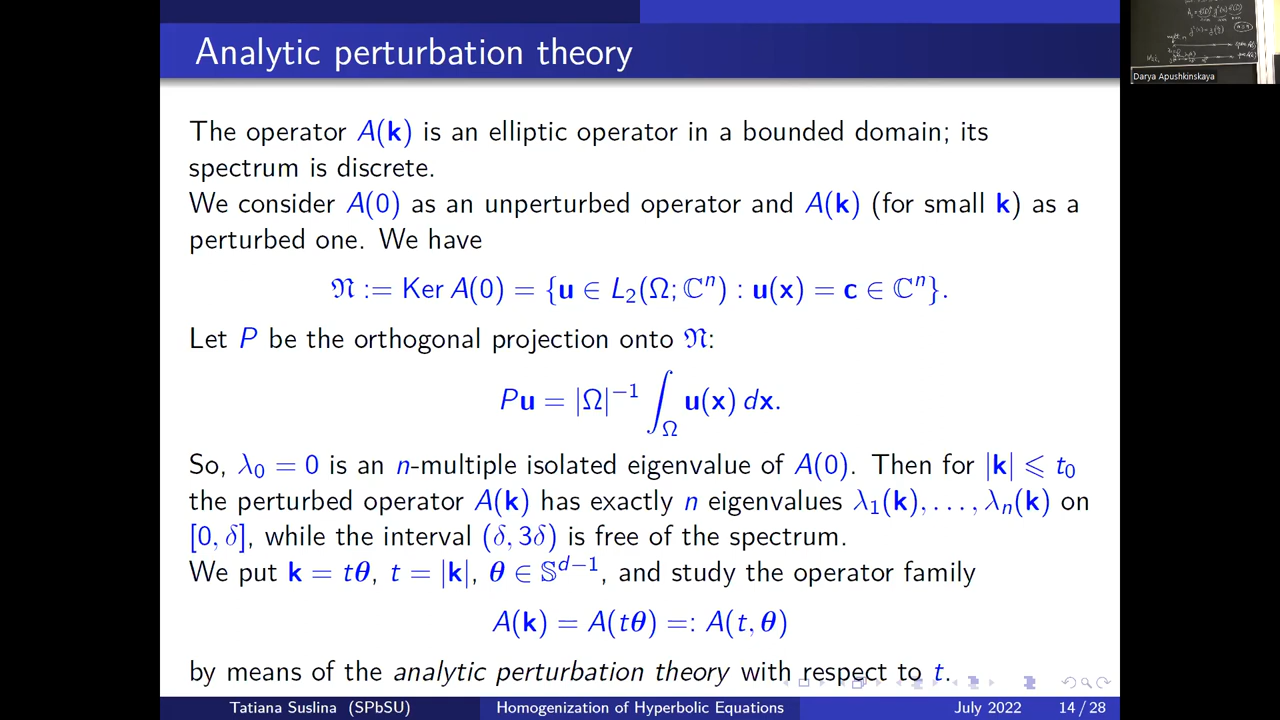 Analytic perturbation theory
The operator A(k) is an elliptic operator in a bounded domain; its
spectrum is discrete.
We consider A(0) as an unperturbed operator and A(k) (for small k) as a
perturbed one. We have
𝔑 := Ker A(0) = {u ∈ L₂(Ω; ℂⁿ) : u(x) = c ∈ ℂⁿ}.
Let P be the orthogonal projection onto 𝔑:
Pu = |Ω|⁻¹ ∫_Ω u(x) dx.
So, λ₀ = 0 is an n-multiple isolated eigenvalue of A(0). Then for |k| ⩽ t₀
the perturbed operator A(k) has exactly n eigenvalues λ₁(k), . . . , λₙ(k) on
[0, δ], while the interval (δ, 3δ) is free of the spectrum.
We put k = tθ, t = |k|, θ ∈ 𝕊^{d−1}, and study the operator family
A(k) = A(tθ) =: A(t, θ)
by means of the analytic perturbation theory with respect to t.
Tatiana Suslina (SPbSU)
Homogenization of Hyperbolic Equations
July 2022
14 / 28
Darya Apushkinskaya